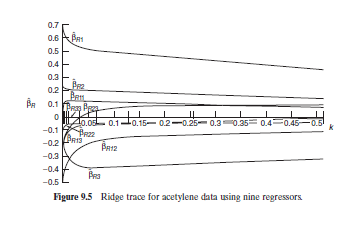 0.7
0.6
β̂R1
0.5
0.4
0.3
β̂R2
0.2
β̂R11
0.1
β̂R33 β̂R23
β̂R
0
0.05 0.1 0.15 0.2 0.25 0.3 0.35 0.4 0.45 0.5 k
−0.1
β̂R22
β̂R13
−0.2
β̂R12
−0.3
−0.4
β̂R3
−0.5
Figure 9.5 Ridge trace for acetylene data using nine regressors.